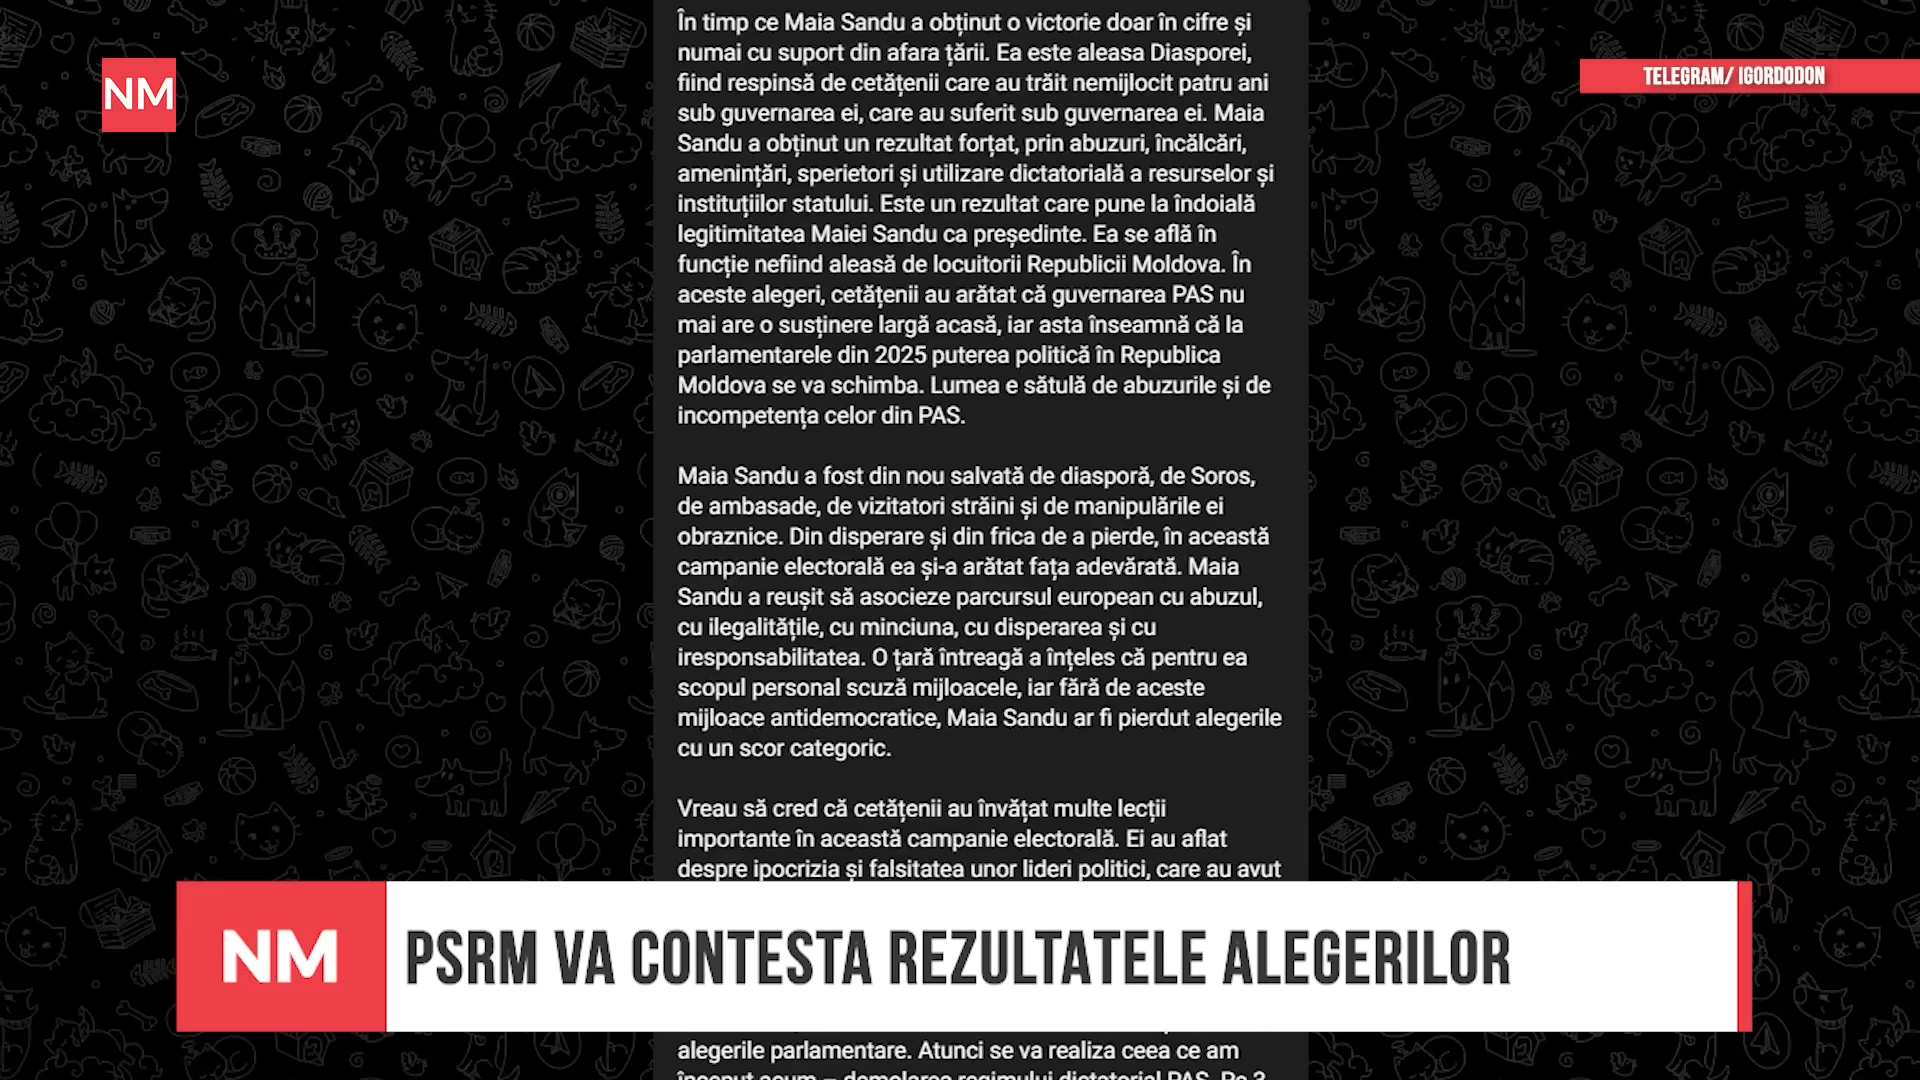 În timp ce Maia Sandu a obținut o victorie doar în cifre și
numai cu suport din afara țării. Ea este aleasa Diasporei,
fiind respinsă de cetățenii care au trăit nemijlocit patru ani
sub guvernarea ei, care au suferit sub guvernarea ei. Maia
Sandu a obținut un rezultat forțat, prin abuzuri, încălcări,
amenințări, sperietori și utilizare dictatorială a resurselor și
instituțiilor statului. Este un rezultat care pune la îndoială
legitimitatea Maiei Sandu ca președinte. Ea se află în
funcție nefiind aleasă de locuitorii Republicii Moldova. În
aceste alegeri, cetățenii au arătat că guvernarea PAS nu
mai are o susținere largă acasă, iar asta înseamnă că la
parlamentarele din 2025 puterea politică în Republica
Moldova se va schimba. Lumea e sătulă de abuzurile și de
incompetența celor din PAS.
Maia Sandu a fost din nou salvată de diasporă, de Soros,
de ambasade, de vizitatori străini și de manipulările ei
obraznice. Din disperare și din frica de a pierde, în această
campanie electorală ea și-a arătat fața adevărată. Maia
Sandu a reușit să asocieze parcursul european cu abuzul,
cu ilegalitățile, cu minciuna, cu disperarea și cu
iresponsabilitatea. O țară întreagă a înțeles că pentru ea
scopul personal scuză mijloacele, iar fără de aceste
mijloace antidemocratice, Maia Sandu ar fi pierdut alegerile
cu un scor categoric.
Vreau să cred că cetățenii au învățat multe lecții
importante în această campanie electorală. Ei au aflat
despre ipocrizia și falsitatea unor lideri politici, care au avut
alegerile parlamentare. Atunci se va realiza ceea ce am
început acum – demolarea regimului dictatorial PAS. Pe 3
NM
TELEGRAM/ IGORDODON
NM
PSRM VA CONTESTA REZULTATELE ALEGERILOR